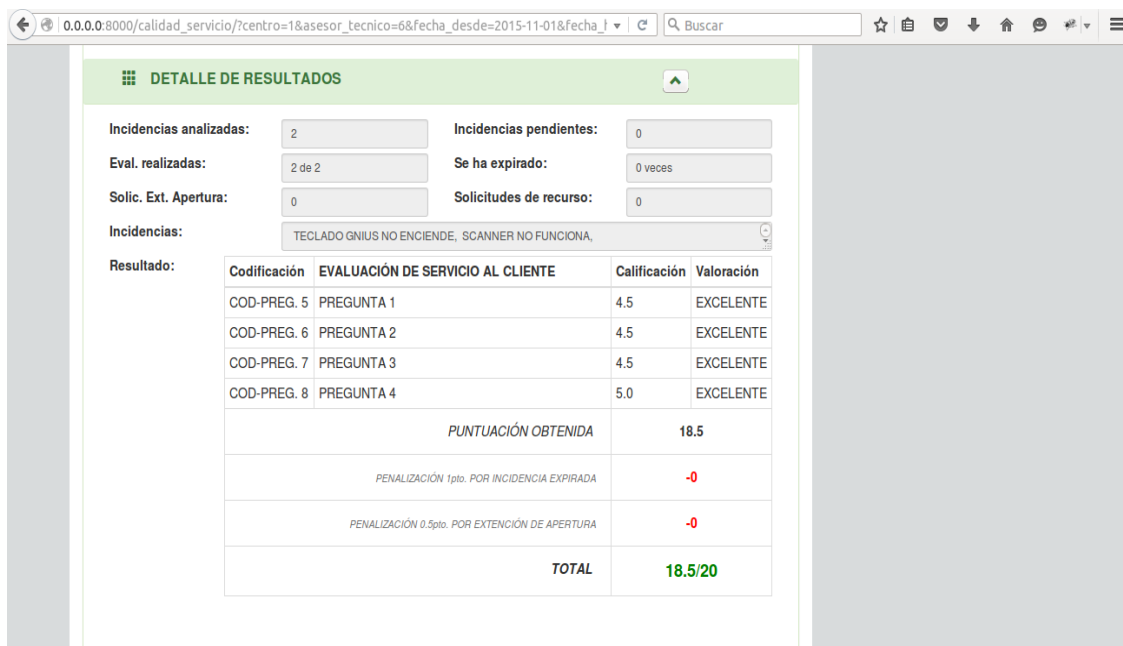 0.0.0.0:8000/calidad_servicio/?centro=1&asesor_tecnico=6&fecha_desde=2015-11-01&fecha_h Buscar
DETALLE DE RESULTADOS
Incidencias analizadas: 2 Incidencias pendientes: 0
Eval. realizadas: 2 de 2 Se ha expirado: 0 veces
Solic. Ext. Apertura: 0 Solicitudes de recurso: 0
Incidencias: TECLADO GNIUS NO ENCIENDE, SCANNER NO FUNCIONA,
Resultado: Codificación EVALUACIÓN DE SERVICIO AL CLIENTE Calificación Valoración
COD-PREG. 5 PREGUNTA 1 4.5 EXCELENTE
COD-PREG. 6 PREGUNTA 2 4.5 EXCELENTE
COD-PREG. 7 PREGUNTA 3 4.5 EXCELENTE
COD-PREG. 8 PREGUNTA 4 5.0 EXCELENTE
PUNTUACIÓN OBTENIDA 18.5
PENALIZACIÓN 1pto. POR INCIDENCIA EXPIRADA -0
PENALIZACIÓN 0.5pto. POR EXTENCIÓN DE APERTURA -0
TOTAL 18.5/20